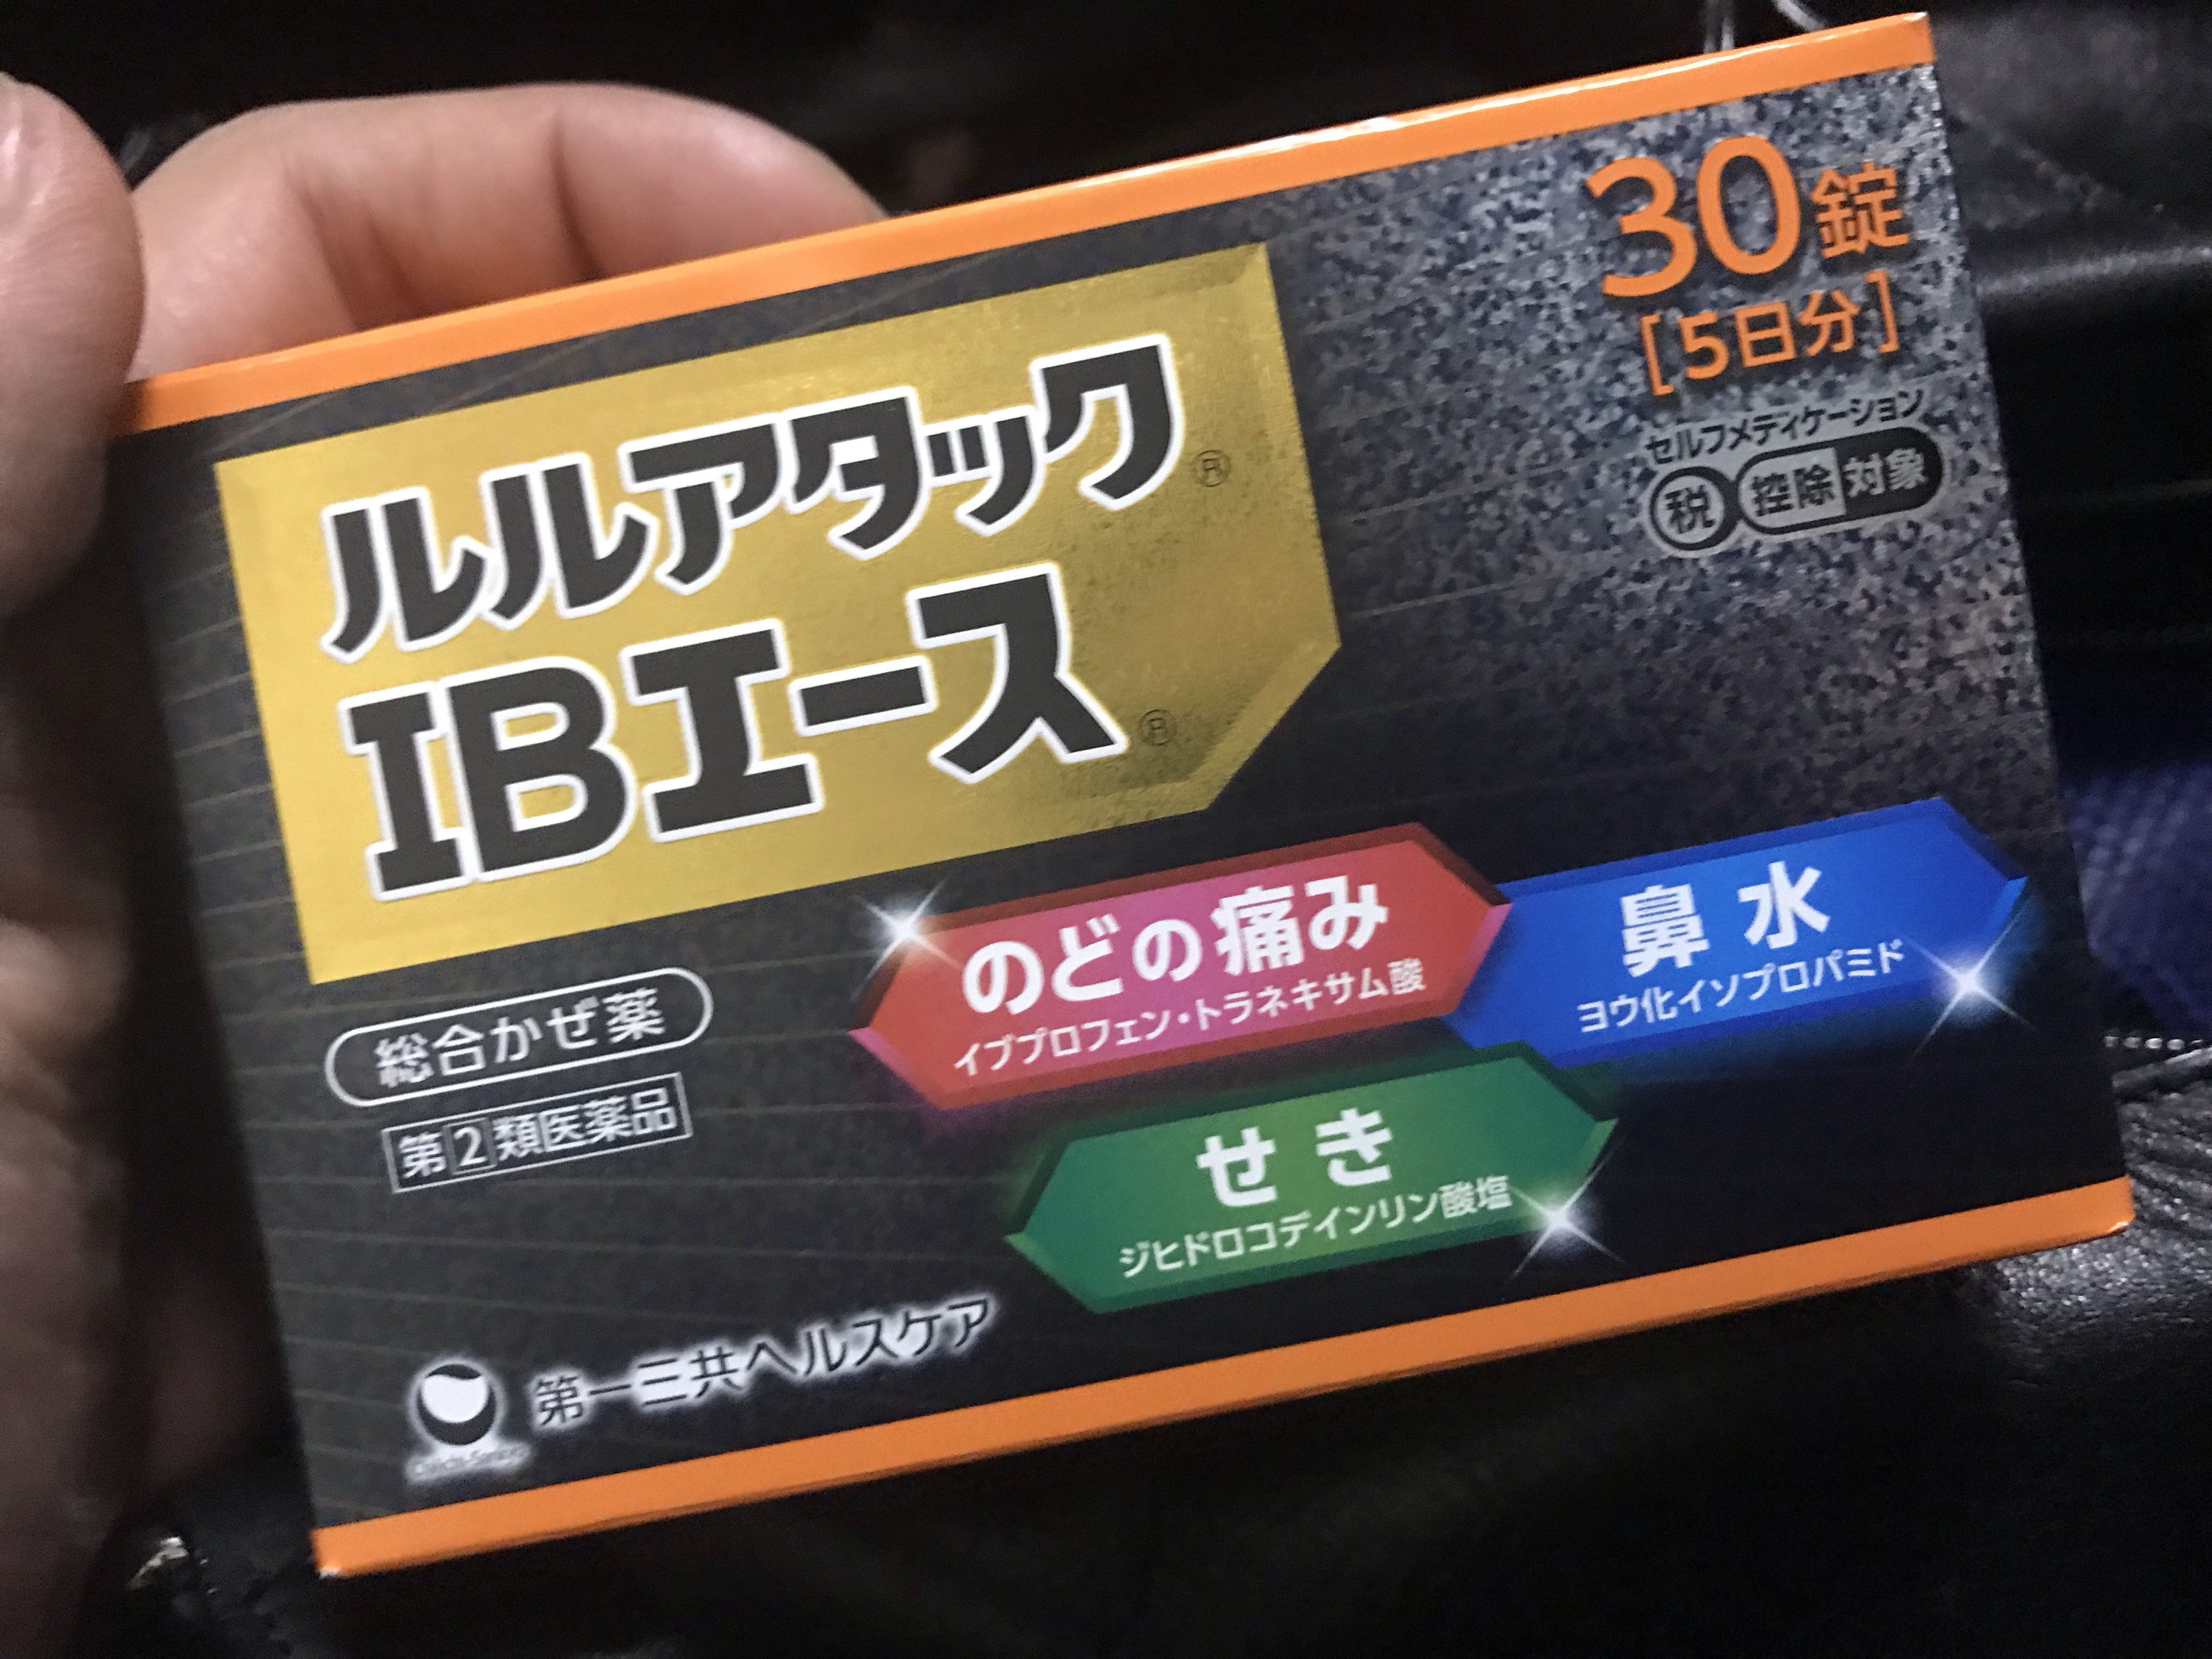 30錠
[5日分]
セルフメディケーション
税 控除 対象
ルルアタック®
IBエース®
のどの痛み
イブプロフェン・トラネキサム酸
鼻水
ヨウ化イソプロパミド
せき
ジヒドロコデインリン酸塩
総合かぜ薬
第②類医薬品
第一三共ヘルスケア
Daiichi-Sankyo